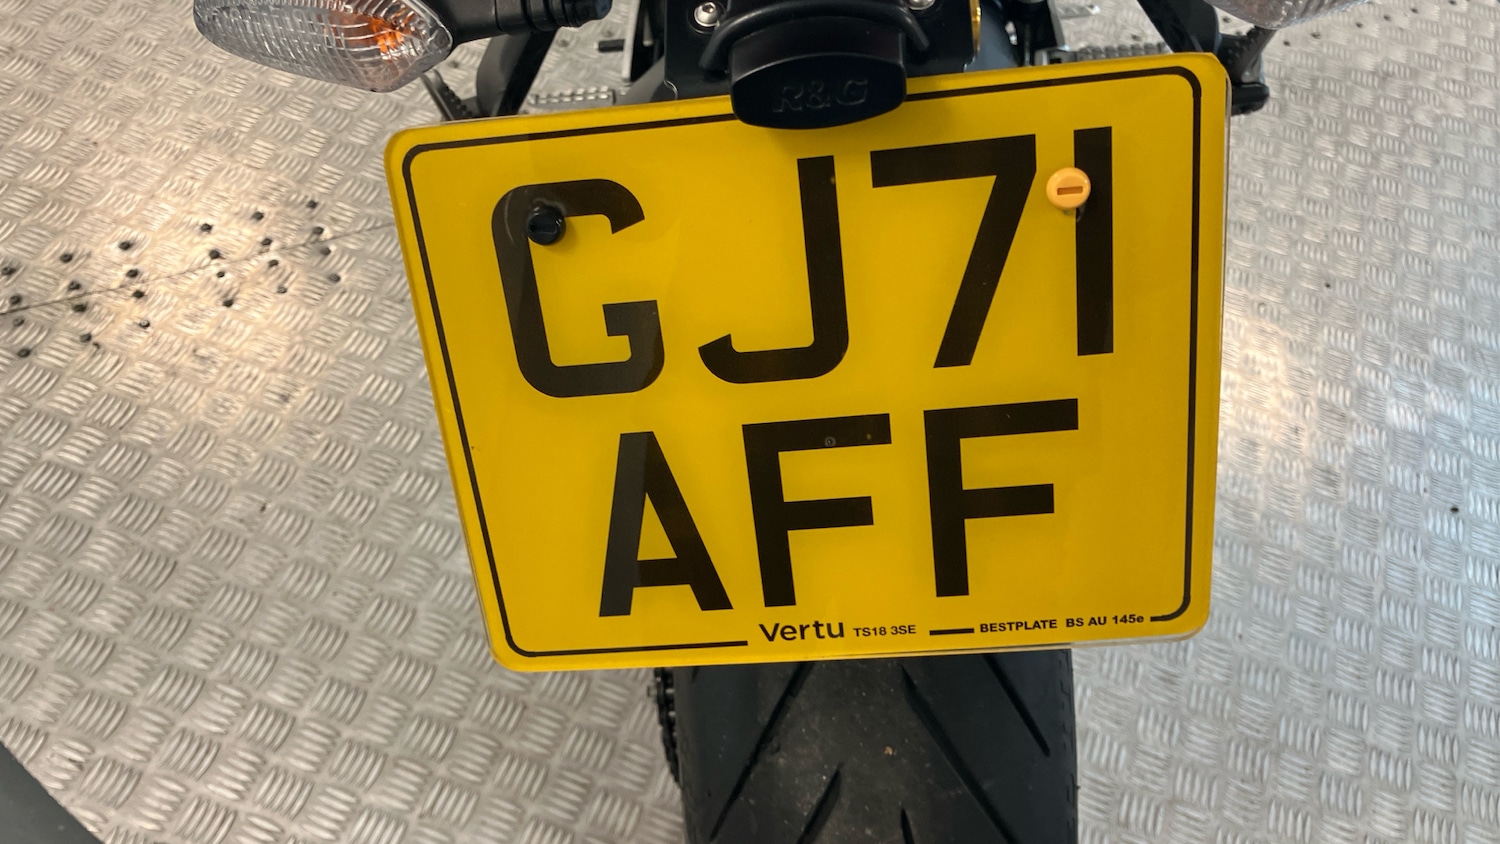 R&G
GJ71
AFF
Vertu TS18 3SE BESTPLATE BS AU 145e